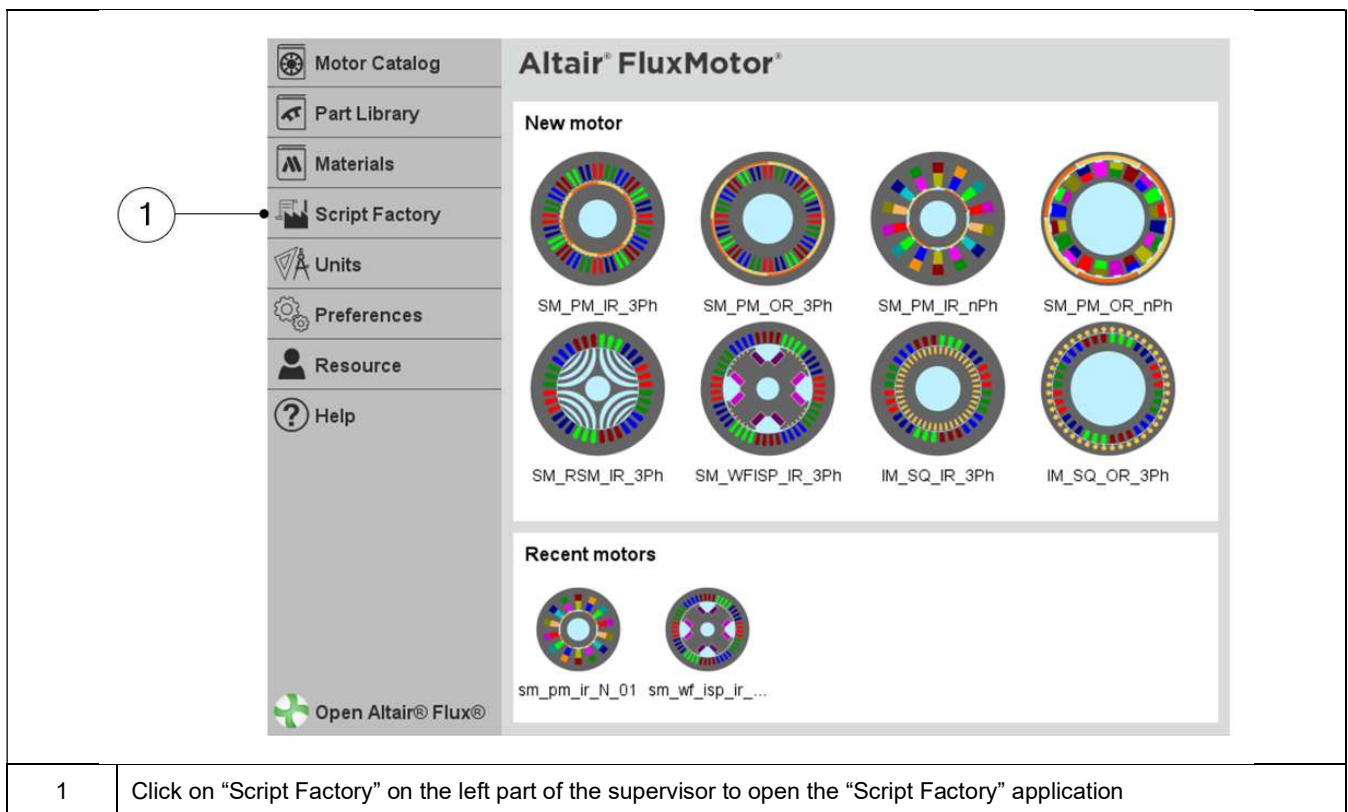 Motor Catalog
Part Library
Materials
1
Script Factory
Units
Preferences
Resource
Help
Open Altair® Flux®
Altair® FluxMotor®
New motor
SM_PM_IR_3Ph SM_PM_OR_3Ph SM_PM_IR_nPh SM_PM_OR_nPh
SM_RSM_IR_3Ph SM_WFISP_IR_3Ph IM_SQ_IR_3Ph IM_SQ_OR_3Ph
Recent motors
sm_pm_ir_N_01 sm_wf_isp_ir_...
1 Click on “Script Factory” on the left part of the supervisor to open the “Script Factory” application